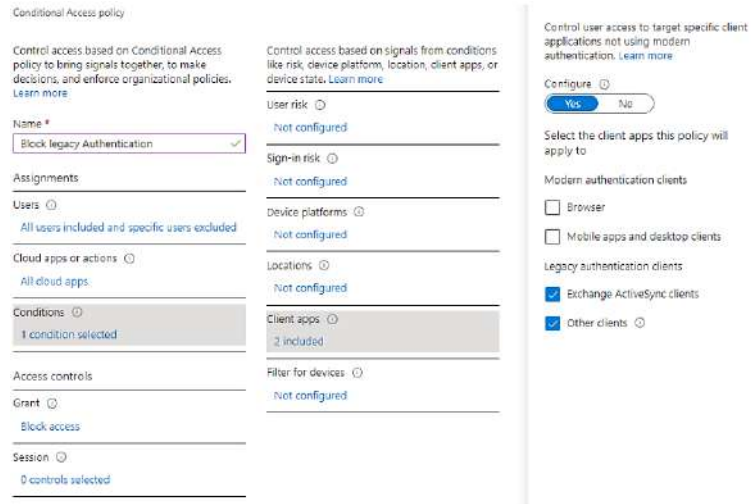 Conditional Access policy
Control access based on Conditional Access
policy to bring signals together, to make
decisions, and enforce organizational policies.
Learn more
Name *
Block legacy Authentication
Assignments
Users
All users included and specific users excluded
Cloud apps or actions
All cloud apps
Conditions
1 condition selected
Access controls
Grant
Block access
Session
0 controls selected
Control access based on signals from conditions
like risk, device platform, location, client apps, or
device state. Learn more
User risk
Not configured
Sign-in risk
Not configured
Device platforms
Not configured
Locations
Not configured
Client apps
2 included
Filter for devices
Not configured
Control user access to target specific client
applications not using modern
authentication. Learn more
Configure
Yes No
Select the client apps this policy will
apply to
Modern authentication clients
Browser
Mobile apps and desktop clients
Legacy authentication clients
Exchange ActiveSync clients
Other clients